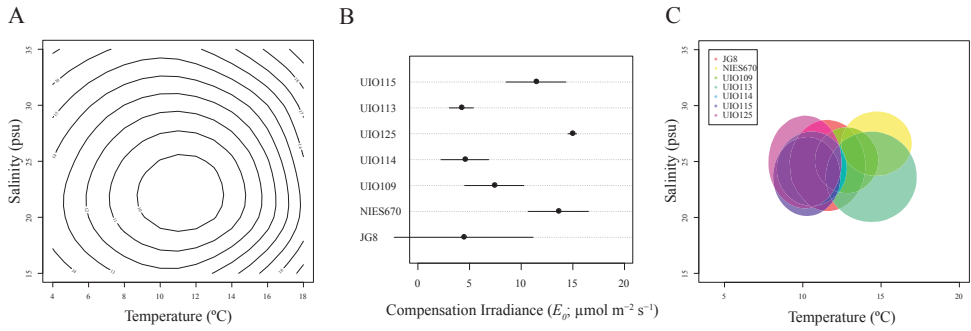 A
B
C
Salinity (psu)
35
30
25
20
15
4
6
8
10
12
14
16
18
Temperature (ºC)
UIO115
UIO113
UIO125
UIO114
UIO109
NIES670
JG8
0
5
10
15
20
Compensation Irradiance (E₀; µmol m⁻² s⁻¹)
Salinity (psu)
35
30
25
20
15
JG8
NIES670
UIO109
UIO113
UIO114
UIO115
UIO125
5
10
15
20
Temperature (ºC)